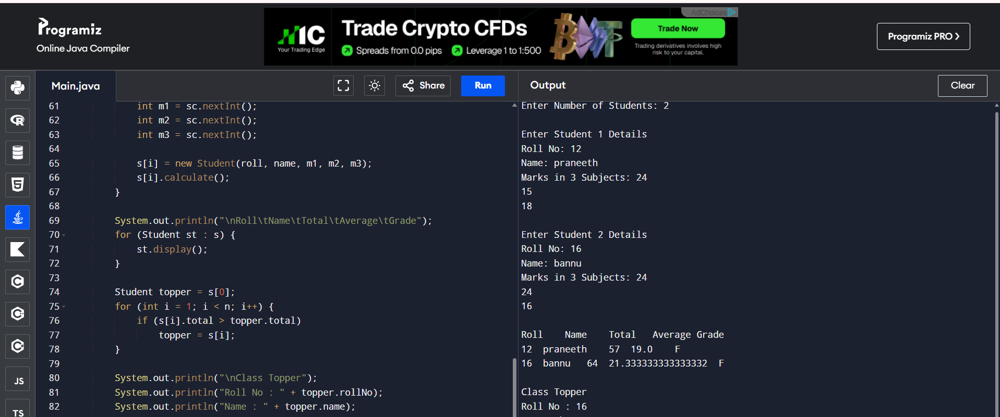 Programiz
Online Java Compiler
AdChoices
HIC
Your Trading Edge
Trade Crypto CFDs
Spreads from 0.0 pips
Leverage 1 to 1:500
Trade Now
Trading derivatives involves high
risk to your capital.
Programiz PRO ❯
Main.java
Share
Run
Output
Clear
61 int m1 = sc.nextInt();
62 int m2 = sc.nextInt();
63 int m3 = sc.nextInt();
64
65 s[i] = new Student(roll, name, m1, m2, m3);
66 s[i].calculate();
67 }
68
69 System.out.println("\nRoll\tName\tTotal\tAverage\tGrade");
70 for (Student st : s) {
71 st.display();
72 }
73
74 Student topper = s[0];
75 for (int i = 1; i < n; i++) {
76 if (s[i].total > topper.total)
77 topper = s[i];
78 }
79
80 System.out.println("\nClass Topper");
81 System.out.println("Roll No : " + topper.rollNo);
82 System.out.println("Name : " + topper.name);
Enter Number of Students: 2
Enter Student 1 Details
Roll No: 12
Name: praneeth
Marks in 3 Subjects: 24
15
18
Enter Student 2 Details
Roll No: 16
Name: bannu
Marks in 3 Subjects: 24
24
16
Roll Name Total Average Grade
12 praneeth 57 19.0 F
16 bannu 64 21.333333333333332 F
Class Topper
Roll No : 16
R
5
C
C
C
JS
TS